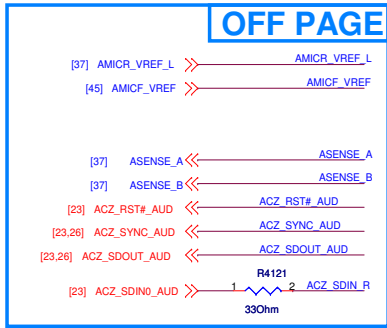 OFF PAGE
[37] AMICR_VREF_L AMICR_VREF_L
[45] AMICF_VREF AMICF_VREF
[37] ASENSE_A ASENSE_A
[37] ASENSE_B ASENSE_B
[23] ACZ_RST#_AUD ACZ_RST#_AUD
[23,26] ACZ_SYNC_AUD ACZ_SYNC_AUD
[23,26] ACZ_SDOUT_AUD ACZ_SDOUT_AUD
R4121
[23] ACZ_SDIN0_AUD 1 2 ACZ_SDIN_R
33Ohm